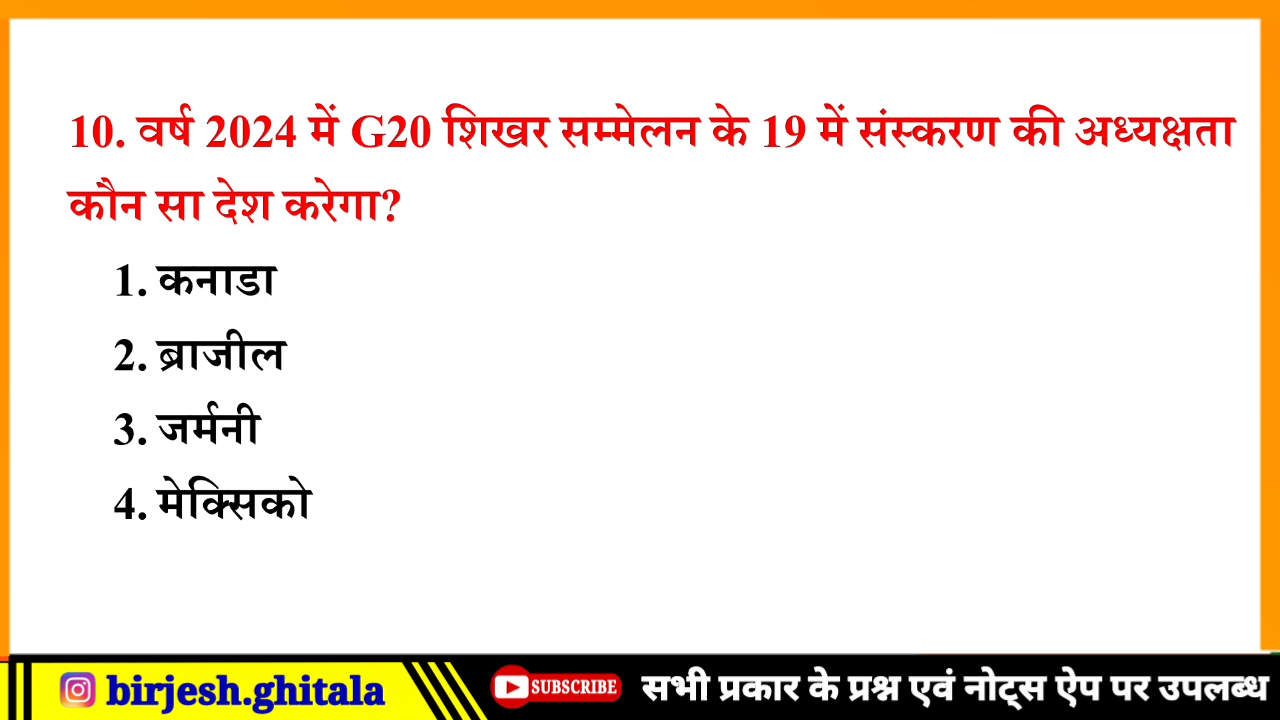 10. वर्ष 2024 में G20 शिखर सम्मेलन के 19 में संस्करण की अध्यक्षता
कौन सा देश करेगा?
1. कनाडा
2. ब्राजील
3. जर्मनी
4. मेक्सिको
birjesh.ghitala
SUBSCRIBE
सभी प्रकार के प्रश्न एवं नोट्स ऐप पर उपलब्ध